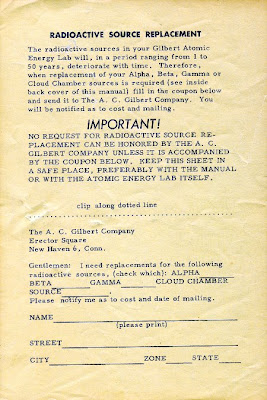 RADIOACTIVE SOURCE REPLACEMENT
The radioactive sources in your Gilbert Atomic
Energy Lab will, in a period ranging from 1 to
50 years, deteriorate with time. Therefore,
when replacement of your Alpha, Beta, Gamma or
Cloud Chamber sources is required (see inside
back cover of this manual) fill in the coupon below
and send it to The A. C. Gilbert Company. You
will be notified as to cost and mailing.
IMPORTANT!
NO REQUEST FOR RADIOACTIVE SOURCE RE-
PLACEMENT CAN BE HONORED BY THE A. C.
GILBERT COMPANY UNLESS IT IS ACCOMPANIED
BY THE COUPON BELOW. KEEP THIS SHEET IN
A SAFE PLACE, PREFERABLY WITH THE MANUAL
OR WITH THE ATOMIC ENERGY LAB ITSELF.
clip along dotted line
The A. C. Gilbert Company
Erector Square
New Haven 6, Conn.
Gentlemen: I need replacements for the following
radioactive sources, (check which): ALPHA
BETA GAMMA CLOUD CHAMBER
SOURCE
Please notify me as to cost and date of mailing.
NAME
(please print)
STREET
CITY ZONE STATE